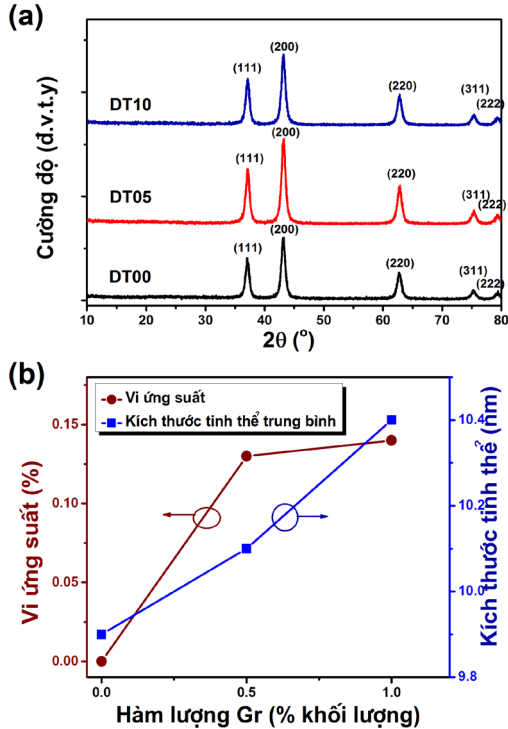 (a)
(200)
(111)
(220)
(311)
(222)
DT10
(200)
(111)
(220)
(311)
(222)
DT05
(200)
(111)
(220)
(311)
(222)
DT00
Cường độ (đ.v.t.y)
10 20 30 40 50 60 70 80
2θ (°)
(b)
Vi ứng suất
Kích thước tinh thể trung bình
0.15
0.10
0.05
0.00
Vi ứng suất (%)
10.4
10.2
10.0
9.8
Kích thước tinh thể (nm)
0.0 0.5 1.0
Hàm lượng Gr (% khối lượng)